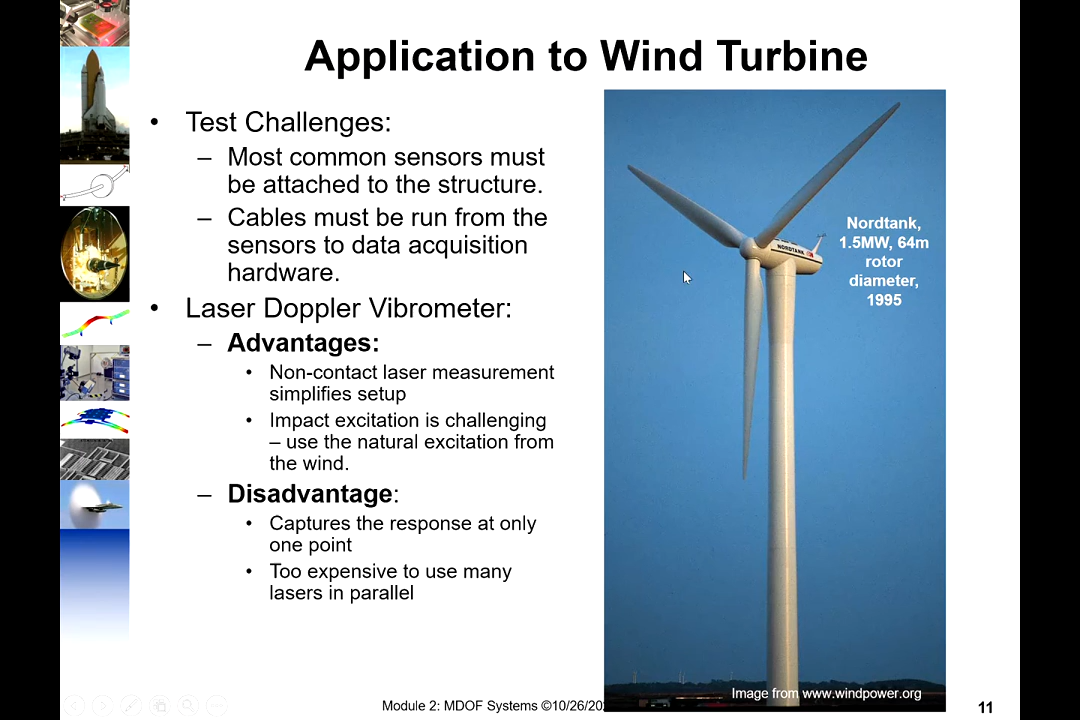 Application to Wind Turbine
• Test Challenges:
– Most common sensors must
be attached to the structure.
– Cables must be run from the
sensors to data acquisition
hardware.
• Laser Doppler Vibrometer:
– Advantages:
• Non-contact laser measurement
simplifies setup
• Impact excitation is challenging
– use the natural excitation from
the wind.
– Disadvantage:
• Captures the response at only
one point
• Too expensive to use many
lasers in parallel
NORDTANK
Nordtank,
1.5MW, 64m
rotor
diameter,
1995
Image from www.windpower.org
Module 2: MDOF Systems ©10/26/20
11